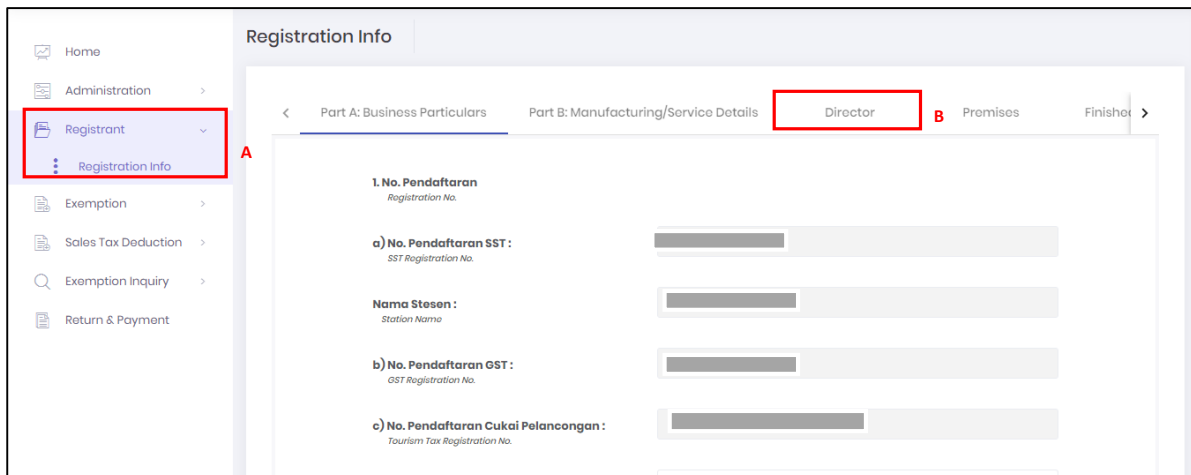 Registration Info
Home
Administration
Registrant
A
Registration Info
Exemption
Sales Tax Deduction
Exemption Inquiry
Return & Payment
Part A: Business Particulars
Part B: Manufacturing/Service Details
Director
B
Premises
1. No. Pendaftaran
Registration No.
a) No. Pendaftaran SST :
SST Registration No.
Nama Stesen :
Station Name
b) No. Pendaftaran GST :
GST Registration No.
c) No. Pendaftaran Cukai Pelancongan :
Tourism Tax Registration No.